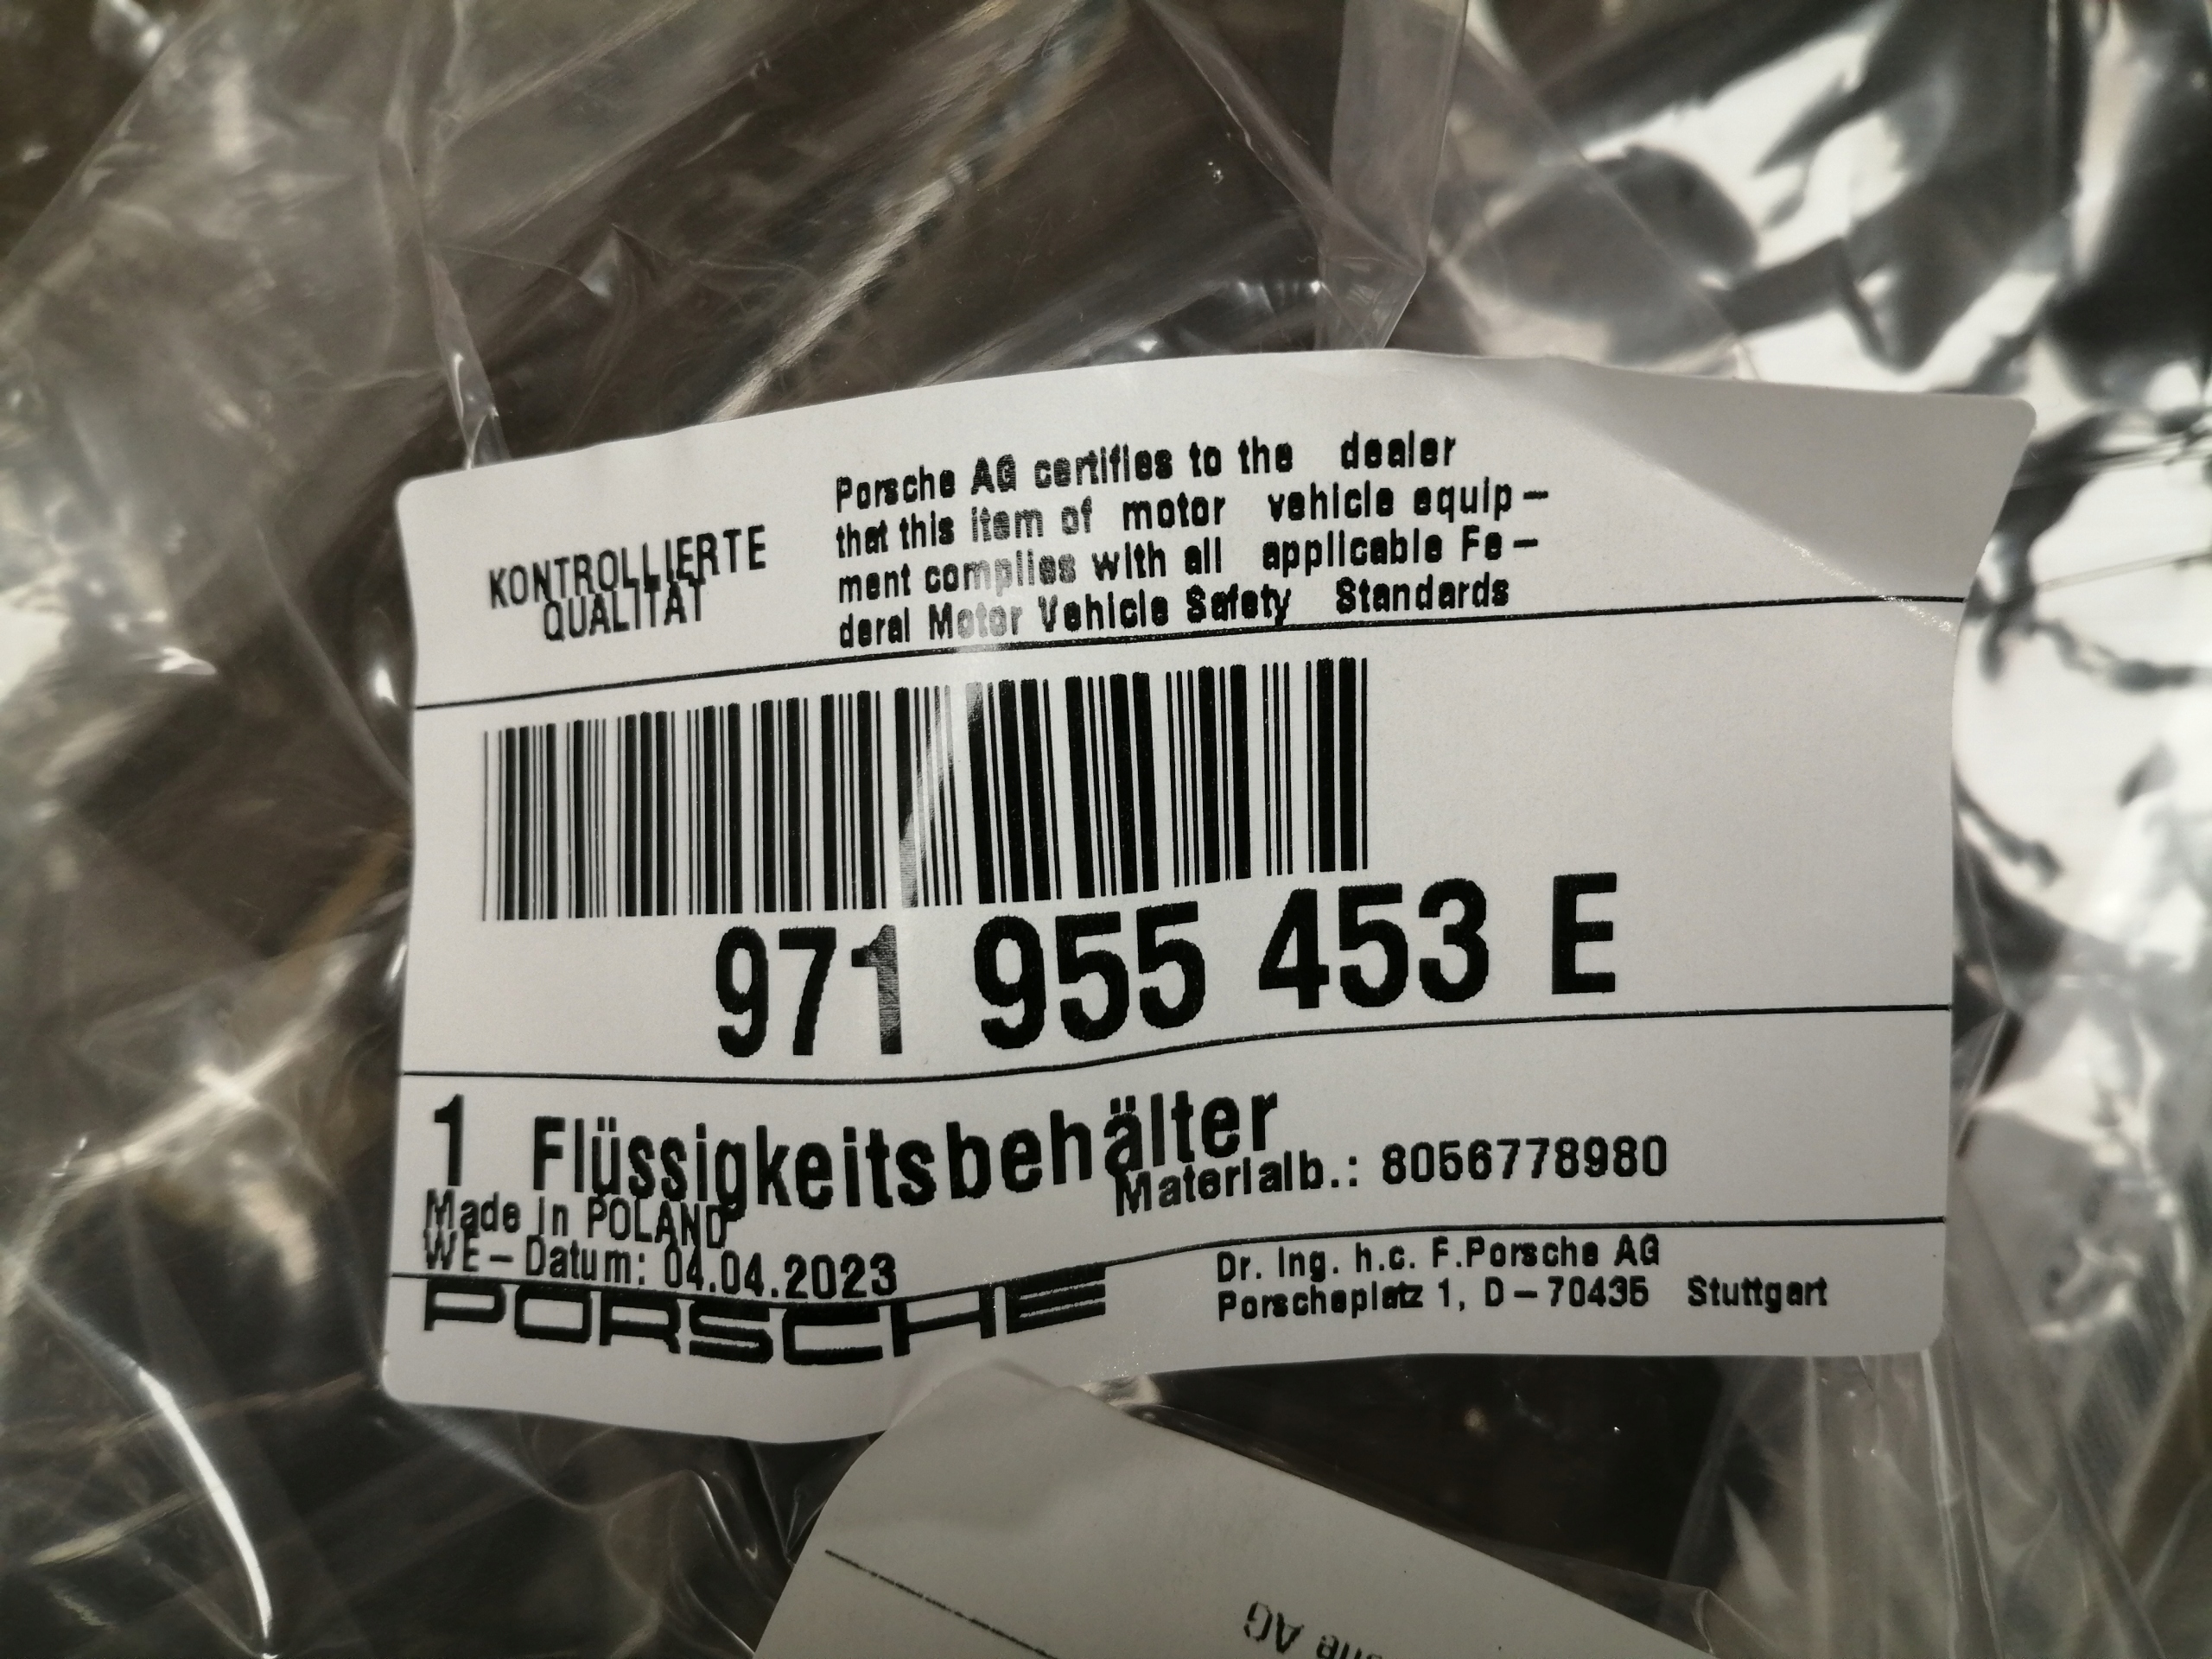 KONTROLLIERTE
QUALITÄT
Porsche AG certifies to the dealer
that this item of motor vehicle equip-
ment complies with all applicable Fe-
deral Motor Vehicle Safety Standards
971 955 453 E
1 Flüssigkeitsbehälter
Materialb.: 8056778980
Made in POLAND
WE-Datum: 04.04.2023
PORSCHE
Dr. Ing. h.c. F.Porsche AG
Porscheplatz 1, D-70435 Stuttgart
AG